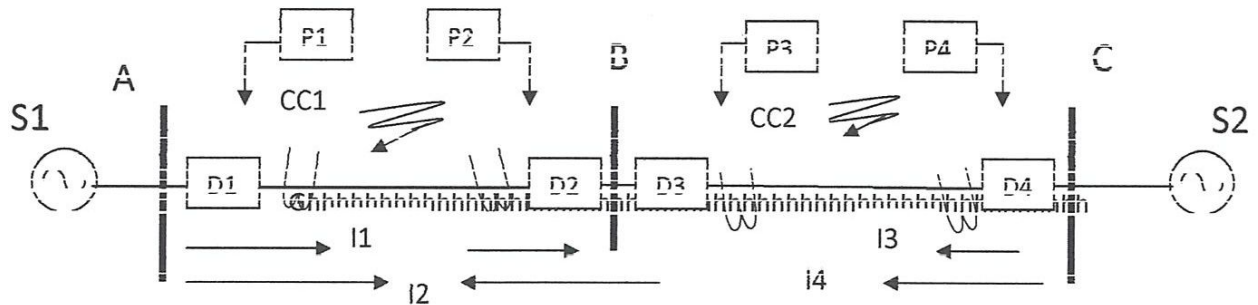 P1 P2 P3 P4
A B C
CC1 CC2
S1 S2
D1 D2 D3 D4
I1 I3
I2 I4